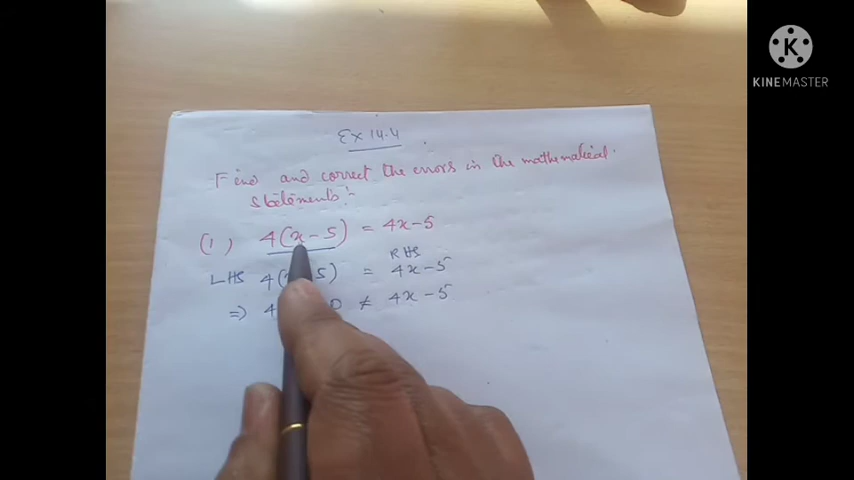 KINEMASTER
Ex 14.4
Find and correct the errors in the mathematical
statements:-
(1) 4(x-5) = 4x-5
RHS
LHS 4( 5) = 4x-5
=> 4 0 ≠ 4x-5